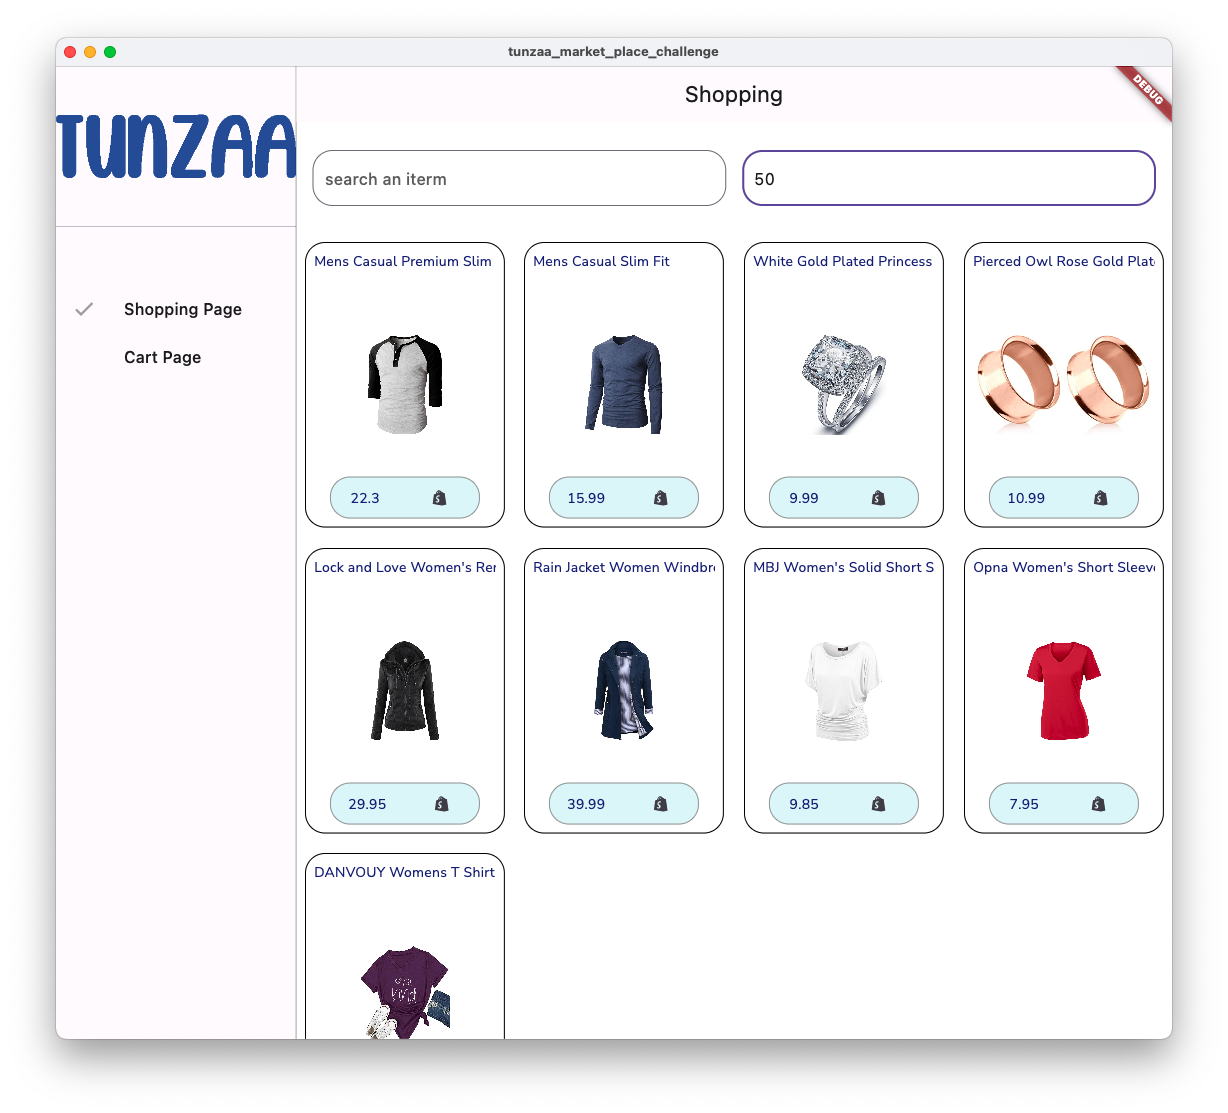 tunzaa_market_place_challenge
TUNZAA
Shopping
DEBUG
search an iterm
50
Shopping Page
Cart Page
Mens Casual Premium Slim
Mens Casual Slim Fit
White Gold Plated Princess
Pierced Owl Rose Gold Plat
22.3
15.99
9.99
10.99
Lock and Love Women's Rer
Rain Jacket Women Windbr
MBJ Women's Solid Short S
Opna Women's Short Sleev
29.95
39.99
9.85
7.95
DANVOUY Womens T Shirt
kind